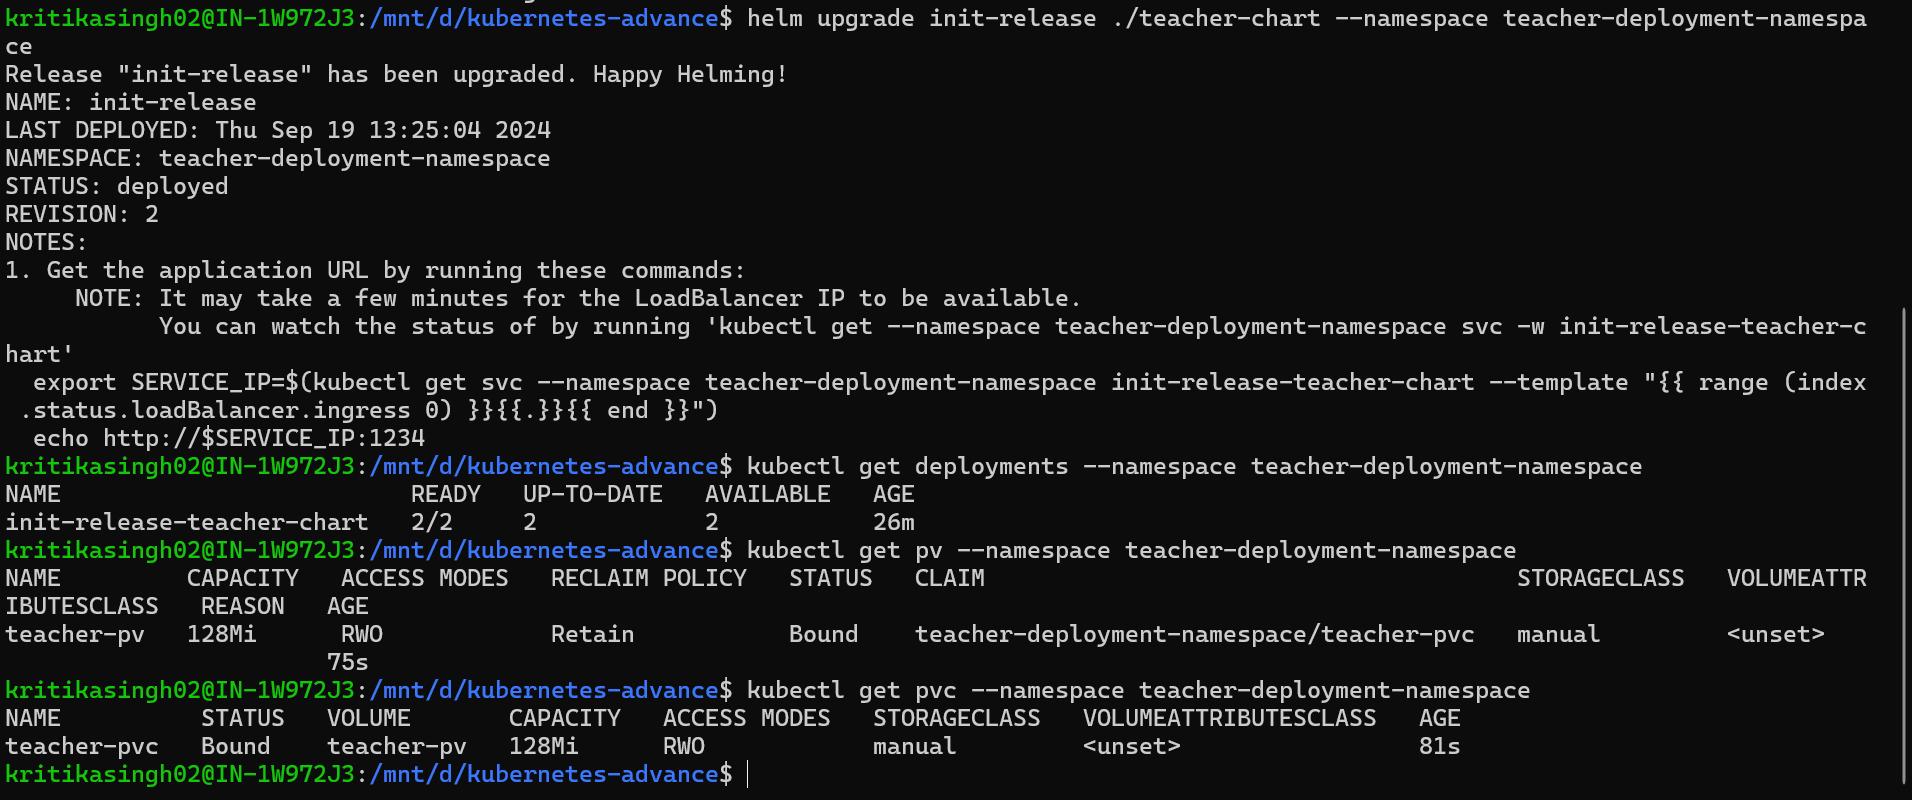 kritikasingh02@IN-1W972J3:/mnt/d/kubernetes-advance$ helm upgrade init-release ./teacher-chart --namespace teacher-deployment-namespa
ce
Release "init-release" has been upgraded. Happy Helming!
NAME: init-release
LAST DEPLOYED: Thu Sep 19 13:25:04 2024
NAMESPACE: teacher-deployment-namespace
STATUS: deployed
REVISION: 2
NOTES:
1. Get the application URL by running these commands:
     NOTE: It may take a few minutes for the LoadBalancer IP to be available.
           You can watch the status of by running 'kubectl get --namespace teacher-deployment-namespace svc -w init-release-teacher-c
hart'
  export SERVICE_IP=$(kubectl get svc --namespace teacher-deployment-namespace init-release-teacher-chart --template "{{ range (index
 .status.loadBalancer.ingress 0) }}{{.}}{{ end }}")
  echo http://$SERVICE_IP:1234
kritikasingh02@IN-1W972J3:/mnt/d/kubernetes-advance$ kubectl get deployments --namespace teacher-deployment-namespace
NAME                         READY   UP-TO-DATE   AVAILABLE   AGE
init-release-teacher-chart   2/2     2            2           26m
kritikasingh02@IN-1W972J3:/mnt/d/kubernetes-advance$ kubectl get pv --namespace teacher-deployment-namespace
NAME         CAPACITY   ACCESS MODES   RECLAIM POLICY   STATUS   CLAIM                                      STORAGECLASS   VOLUMEATTR
IBUTESCLASS   REASON   AGE
teacher-pv   128Mi      RWO            Retain           Bound    teacher-deployment-namespace/teacher-pvc   manual         <unset>
                       75s
kritikasingh02@IN-1W972J3:/mnt/d/kubernetes-advance$ kubectl get pvc --namespace teacher-deployment-namespace
NAME          STATUS   VOLUME       CAPACITY   ACCESS MODES   STORAGECLASS   VOLUMEATTRIBUTESCLASS   AGE
teacher-pvc   Bound    teacher-pv   128Mi      RWO            manual         <unset>                 81s
kritikasingh02@IN-1W972J3:/mnt/d/kubernetes-advance$